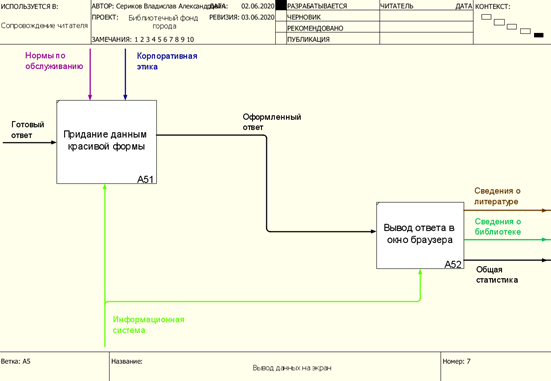 ИСПОЛЬЗУЕТСЯ В:
Сопровождение читателя
АВТОР: Сериков Владислав Александрович
ДАТА: 02.06.2020
ПРОЕКТ: Библиотечный фонд
города
РЕВИЗИЯ: 03.06.2020
ЗАМЕЧАНИЯ: 1 2 3 4 5 6 7 8 9 10
РАЗРАБАТЫВАЕТСЯ
ЧЕРНОВИК
РЕКОМЕНДОВАНО
ПУБЛИКАЦИЯ
ЧИТАТЕЛЬ
ДАТА
КОНТЕКСТ:
Нормы по
обслуживанию
Корпоративная
этика
Готовый
ответ
Придание данным
красивой формы
A51
Оформленный
ответ
Вывод ответа в
окно браузера
A52
Сведения о
литературе
Сведения о
библиотеке
Общая
статистика
Информационная
система
Ветка: A5
Название:
Вывод данных на экран
Номер: 7